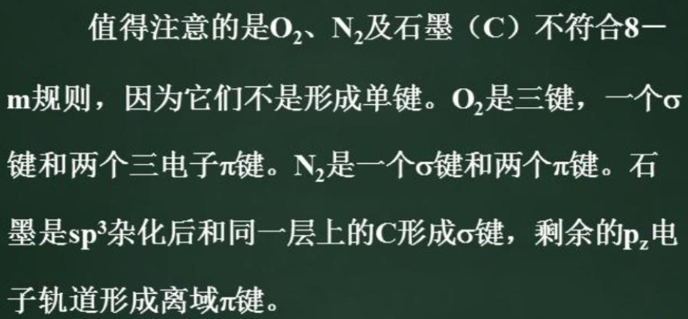 值得注意的是O₂、N₂及石墨（C）不符合8－
m规则，因为它们不是形成单键。O₂是三键，一个σ
键和两个三电子π键。N₂是一个σ键和两个π键。石
墨是sp³杂化后和同一层上的C形成σ键，剩余的p_z电
子轨道形成离域π键。